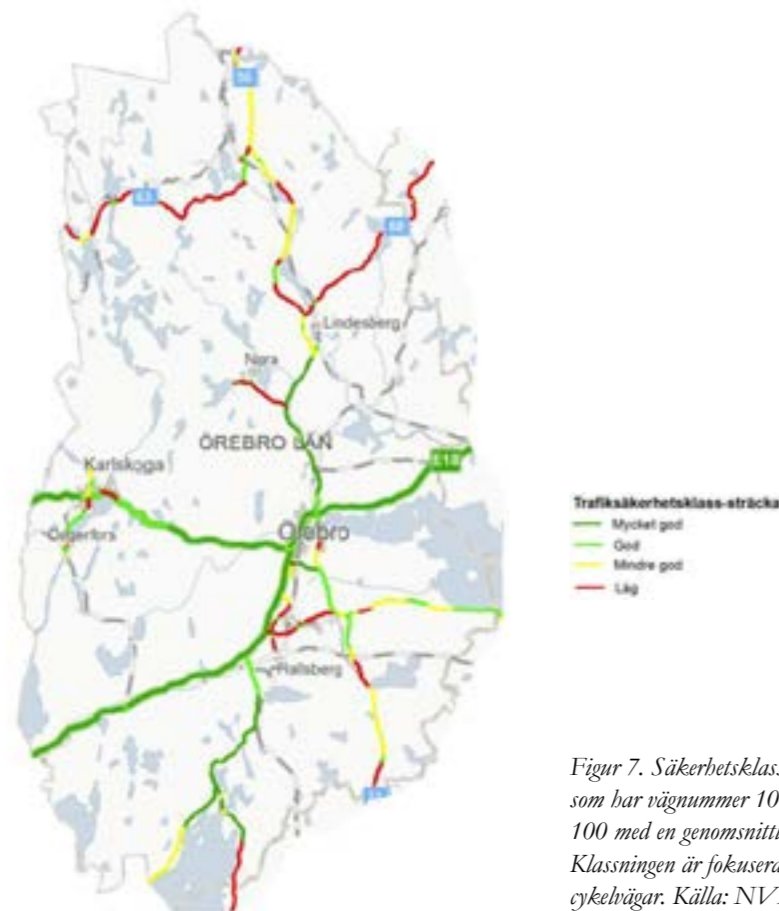 50
63
68
Lindesberg
Nora
ÖREBRO LÄN
E18
Karlskoga
Degerfors
Örebro
Hallsberg
Trafiksäkerhetsklass-sträcka
Mycket god
God
Mindre god
Låg
Figur 7. Säkerhetsklass
som har vägnummer 10
100 med en genomsnittl
Klassningen är fokusera
cykelvägar. Källa: NV